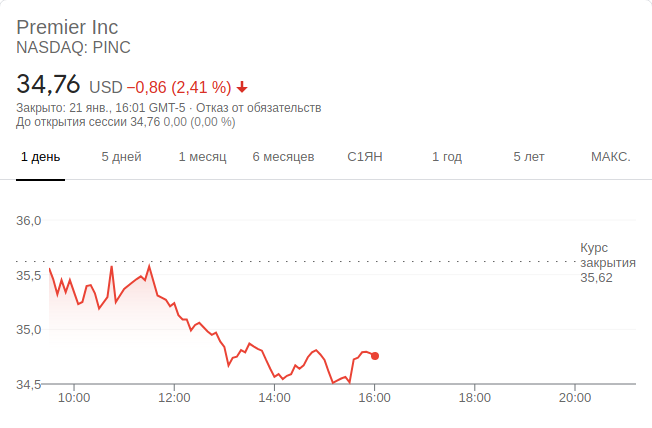 Premier Inc
NASDAQ: PINC
34,76 USD −0,86 (2,41 %)
Закрыто: 21 янв., 16:01 GMT-5 · Отказ от обязательств
До открытия сессии 34,76 0,00 (0,00 %)
1 день 5 дней 1 месяц 6 месяцев С1ЯН 1 год 5 лет МАКС.
36,0
Курс
закрытия
35,62
35,5
35,0
34,5
10:00 12:00 14:00 16:00 18:00 20:00